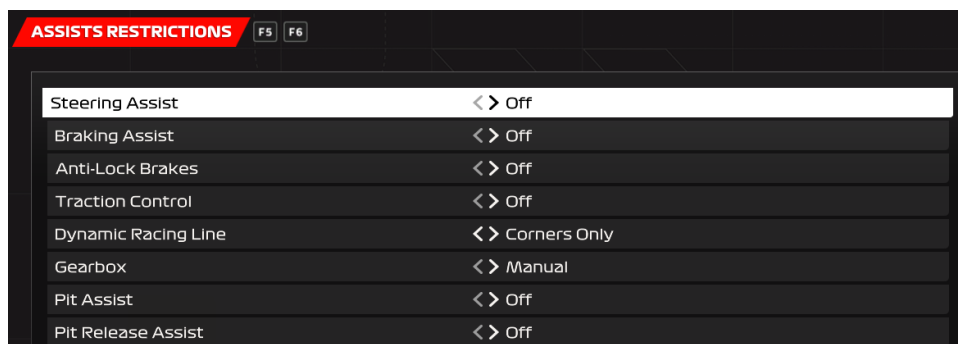 ASSISTS RESTRICTIONS F5 F6
Steering Assist < > Off
Braking Assist < > Off
Anti-Lock Brakes < > Off
Traction Control < > Off
Dynamic Racing Line < > Corners Only
Gearbox < > Manual
Pit Assist < > Off
Pit Release Assist < > Off